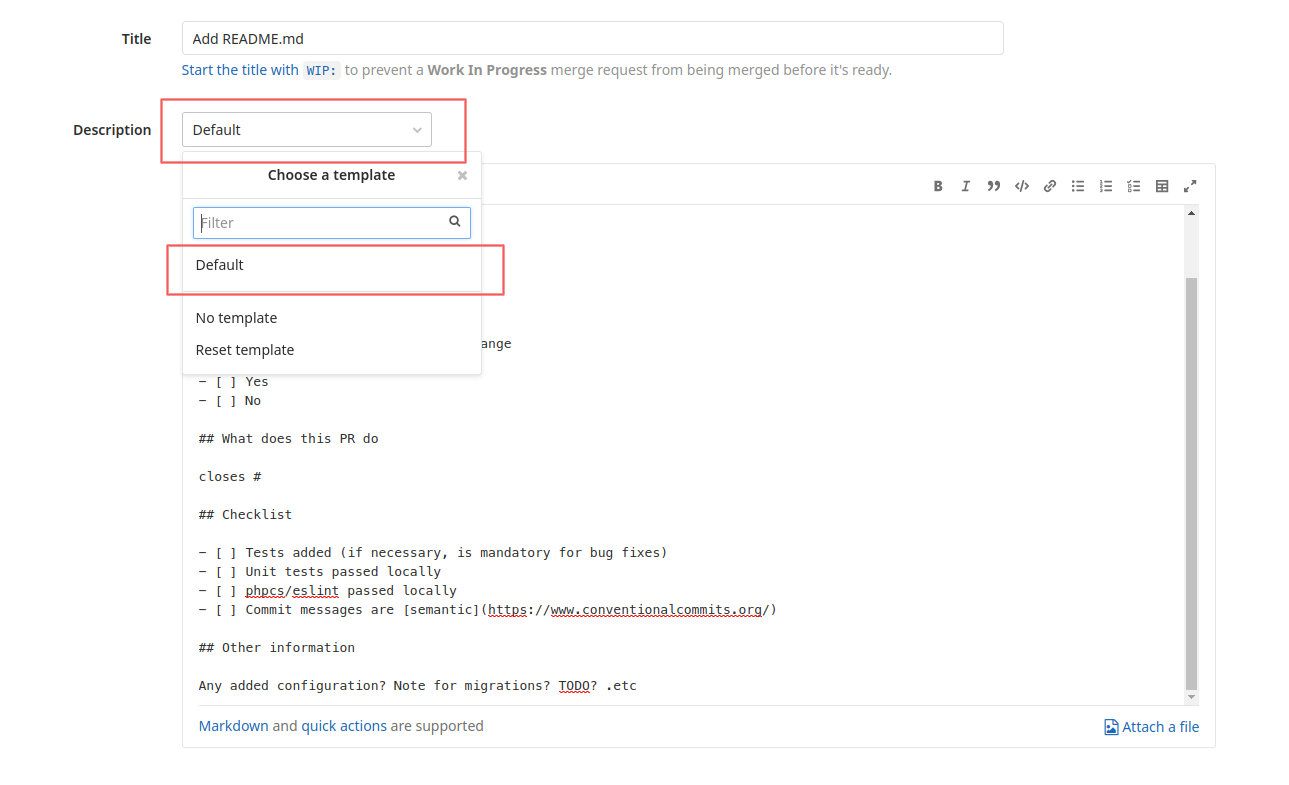 Title
Add README.md
Start the title with WIP: to prevent a Work In Progress merge request from being merged before it's ready.
Description
Default
Choose a template
Filter
Default
No template
Reset template
ange
- [ ] Yes
- [ ] No
## What does this PR do
closes #
## Checklist
- [ ] Tests added (if necessary, is mandatory for bug fixes)
- [ ] Unit tests passed locally
- [ ] phpcs/eslint passed locally
- [ ] Commit messages are [semantic](https://www.conventionalcommits.org/)
## Other information
Any added configuration? Note for migrations? TODO? .etc
Markdown and quick actions are supported
Attach a file